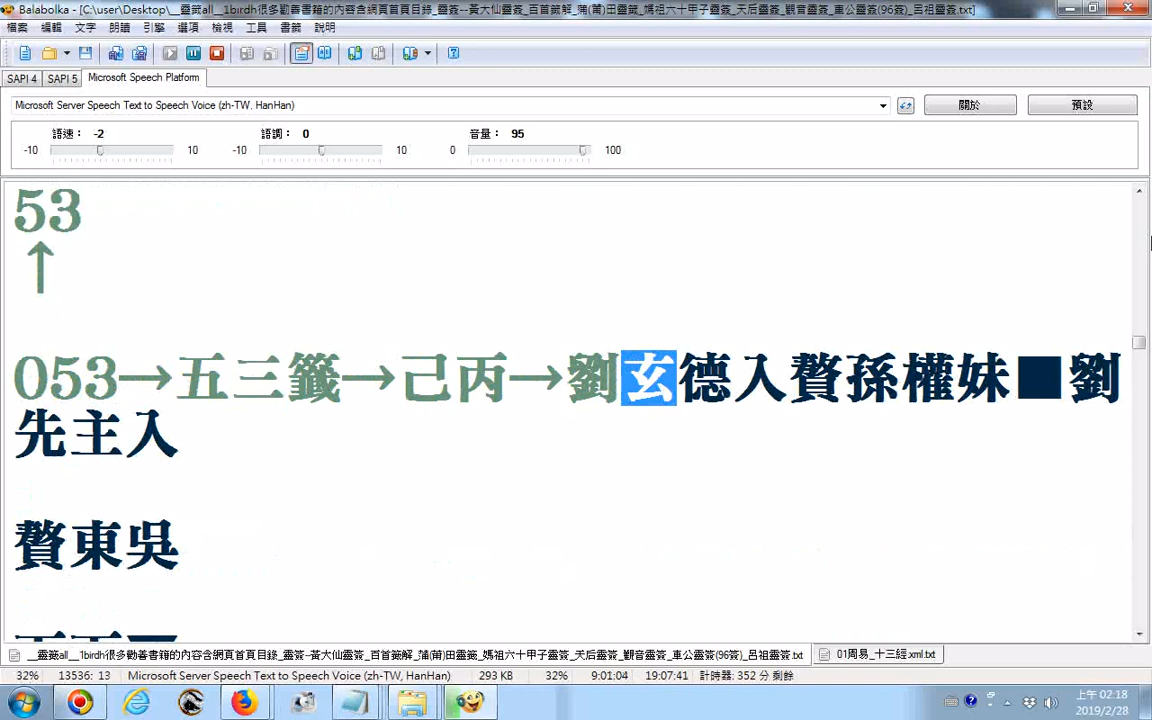 Balabolka - [C:\user\Desktop\__靈籤all__1birdh很多勸善書籍的內容含網頁首頁目錄_靈簽--黃大仙靈簽_百首籤解_蒲(莆)田靈簽_媽祖六十甲子靈簽_天后靈簽_觀音靈簽_車公靈簽(96簽)_呂祖靈簽.txt]
檔案 編輯 文字 朗讀 引擎 選項 檢視 工具 書籤 說明
SAPI 4 SAPI 5 Microsoft Speech Platform
Microsoft Server Speech Text to Speech Voice (zh-TW, HanHan) 關於 預設
語速： -2 語調： 0 音量： 95
-10 10 -10 10 0 100
53
↑
053→五三籤→己丙→劉玄德入贅孫權妹■劉
先主入
贅東吳
__靈籤all__1birdh很多勸善書籍的內容含網頁首頁目錄_靈簽--黃大仙靈簽_百首籤解_蒲(莆)田靈簽_媽祖六十甲子靈簽_天后靈簽_觀音靈簽_車公靈簽(96簽)_呂祖靈簽.txt 01周易_十三經.xml.txt
32% 13536: 13 Microsoft Server Speech Text to Speech Voice (zh-TW, HanHan) 293 KB 32% 9:01:04 19:07:41 計時器: 352 分 剩餘
上午 02:18
2019/2/28